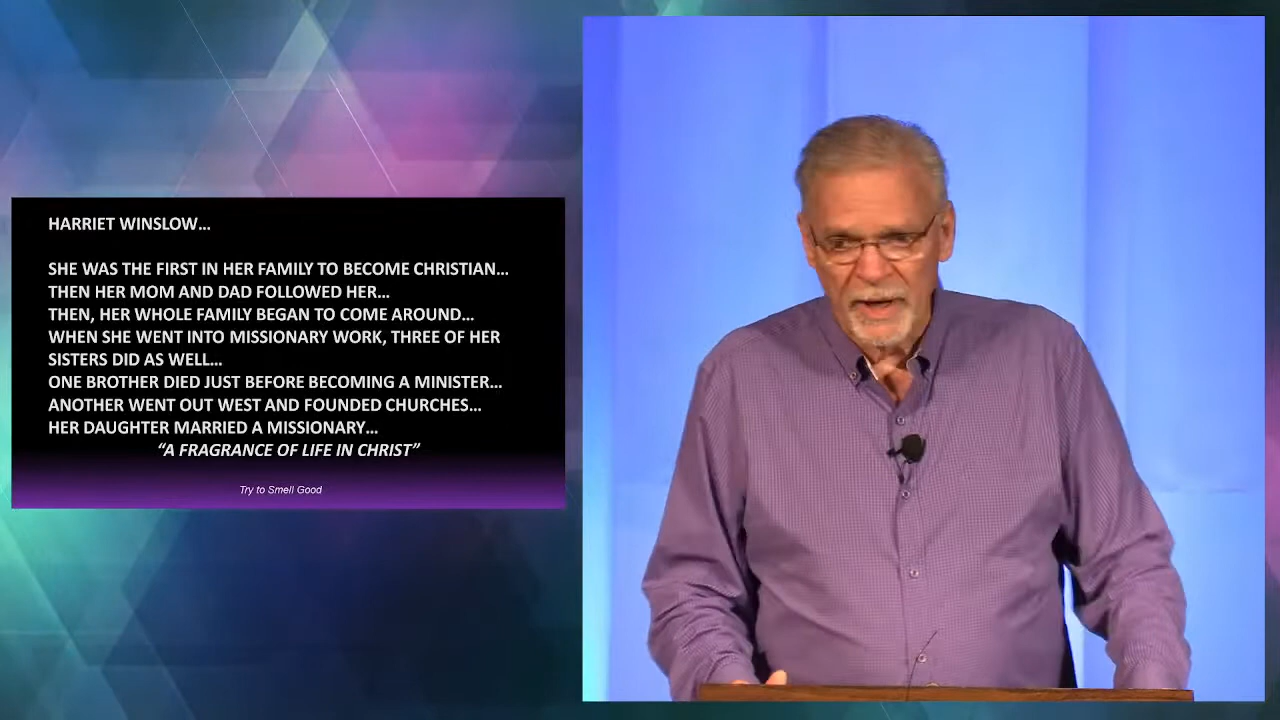 HARRIET WINSLOW...
SHE WAS THE FIRST IN HER FAMILY TO BECOME CHRISTIAN...
THEN HER MOM AND DAD FOLLOWED HER...
THEN, HER WHOLE FAMILY BEGAN TO COME AROUND...
WHEN SHE WENT INTO MISSIONARY WORK, THREE OF HER
SISTERS DID AS WELL...
ONE BROTHER DIED JUST BEFORE BECOMING A MINISTER...
ANOTHER WENT OUT WEST AND FOUNDED CHURCHES...
HER DAUGHTER MARRIED A MISSIONARY...
“A FRAGRANCE OF LIFE IN CHRIST”
Try to Smell Good